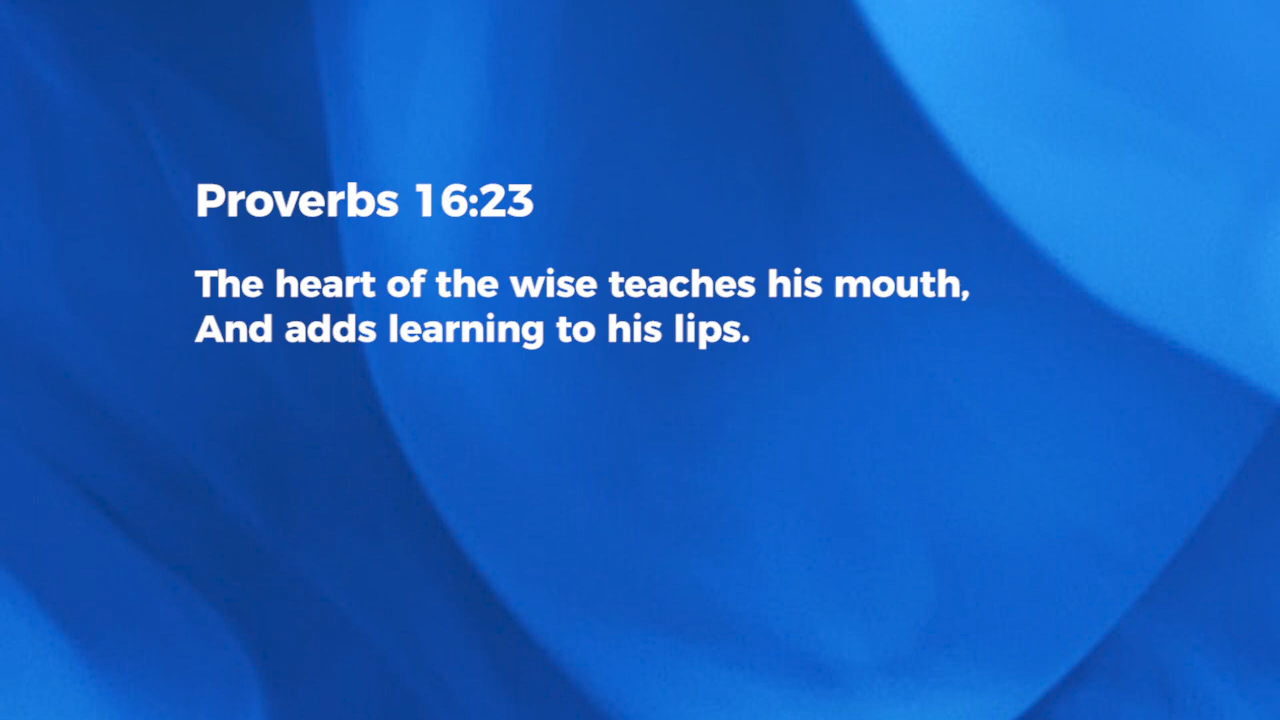 Proverbs 16:23
The heart of the wise teaches his mouth,
And adds learning to his lips.